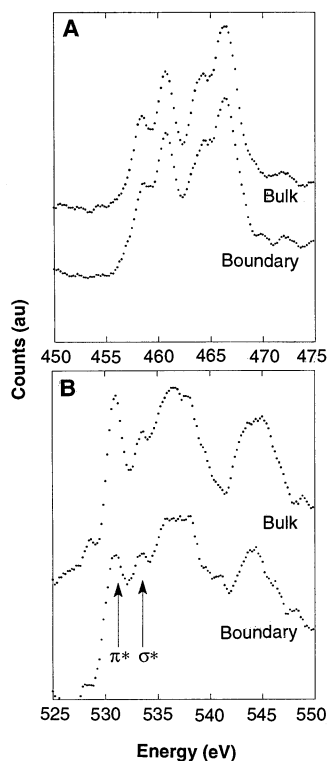 A
Bulk
Boundary
450 455 460 465 470 475
Counts (au)
B
Bulk
Boundary
π* σ*
525 530 535 540 545 550
Energy (eV)